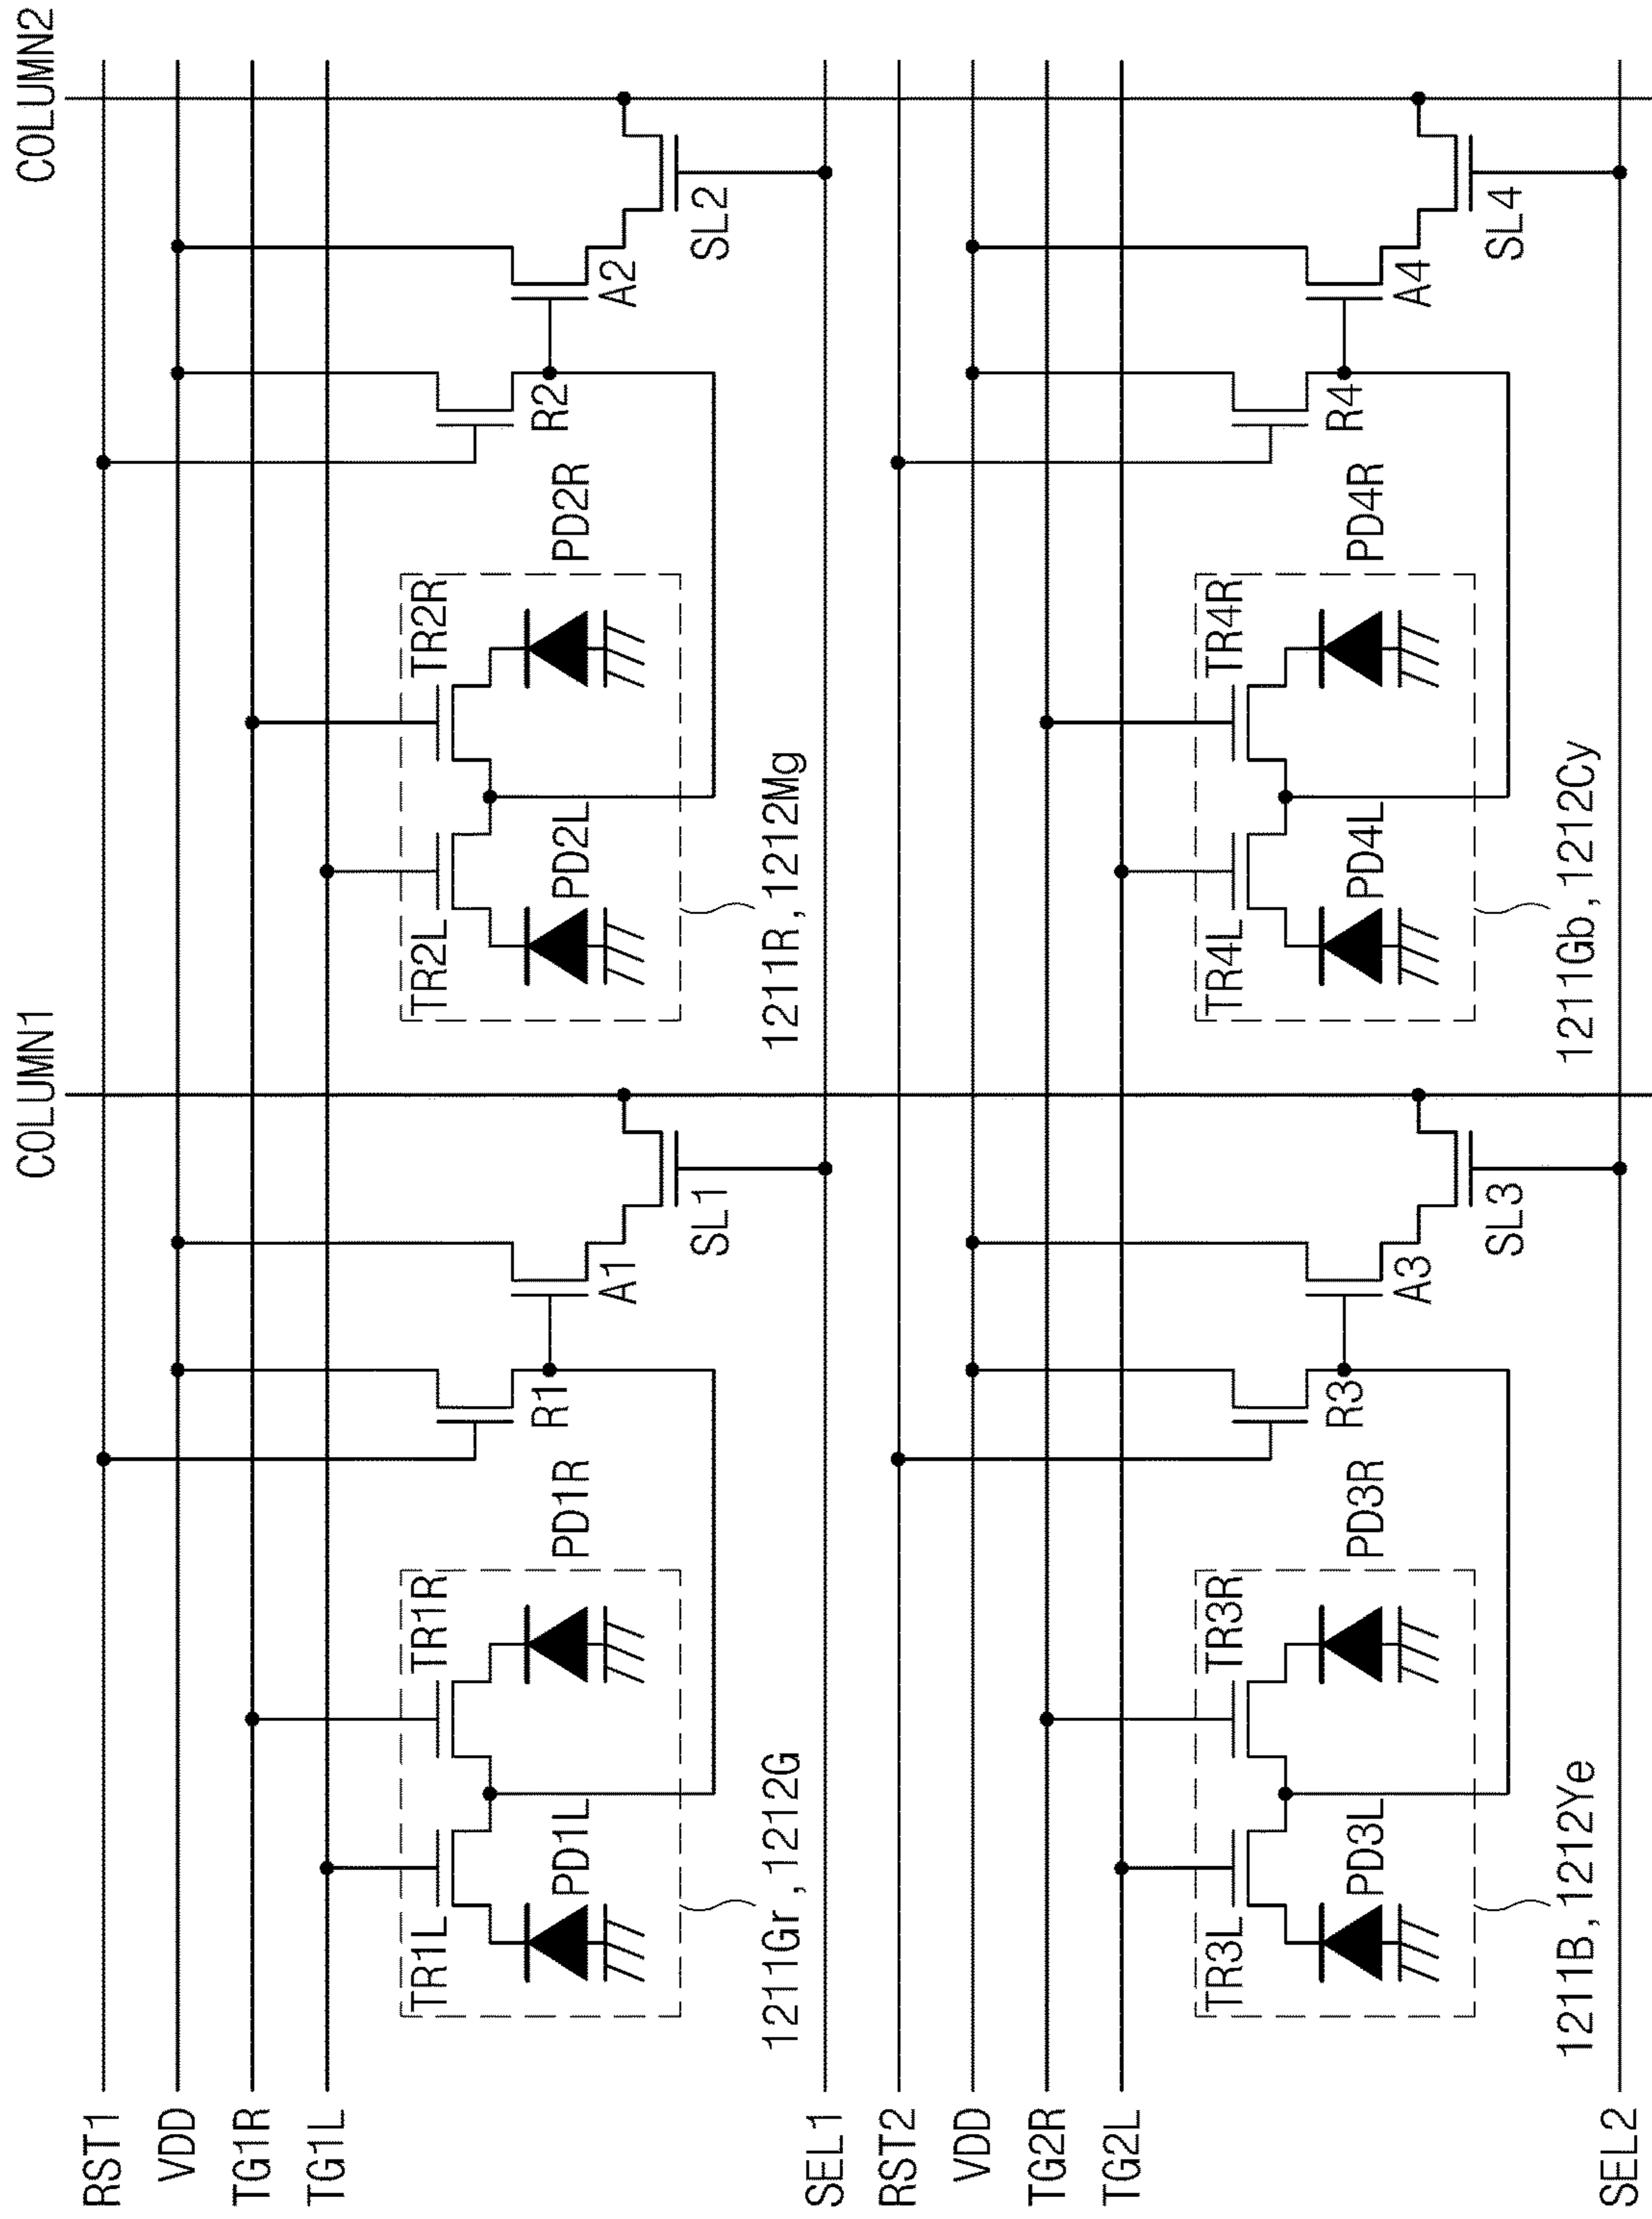 COLUMN1
COLUMN2
RST1
VDD
TG1R
TG1L
TR1L
TR1R
TR2L
TR2R
PD1L
PD1R
R1
A1
PD2L
PD2R
R2
A2
SL1
SL2
1211Gr,1212G
1211R,1212Mg
SEL1
RST2
VDD
TG2R
TG2L
TR3L
TR3R
TR4L
TR4R
PD3L
PD3R
R3
A3
PD4L
PD4R
R4
A4
SL3
SL4
1211B,1212Ye
1211Gb,1212Cy
SEL2